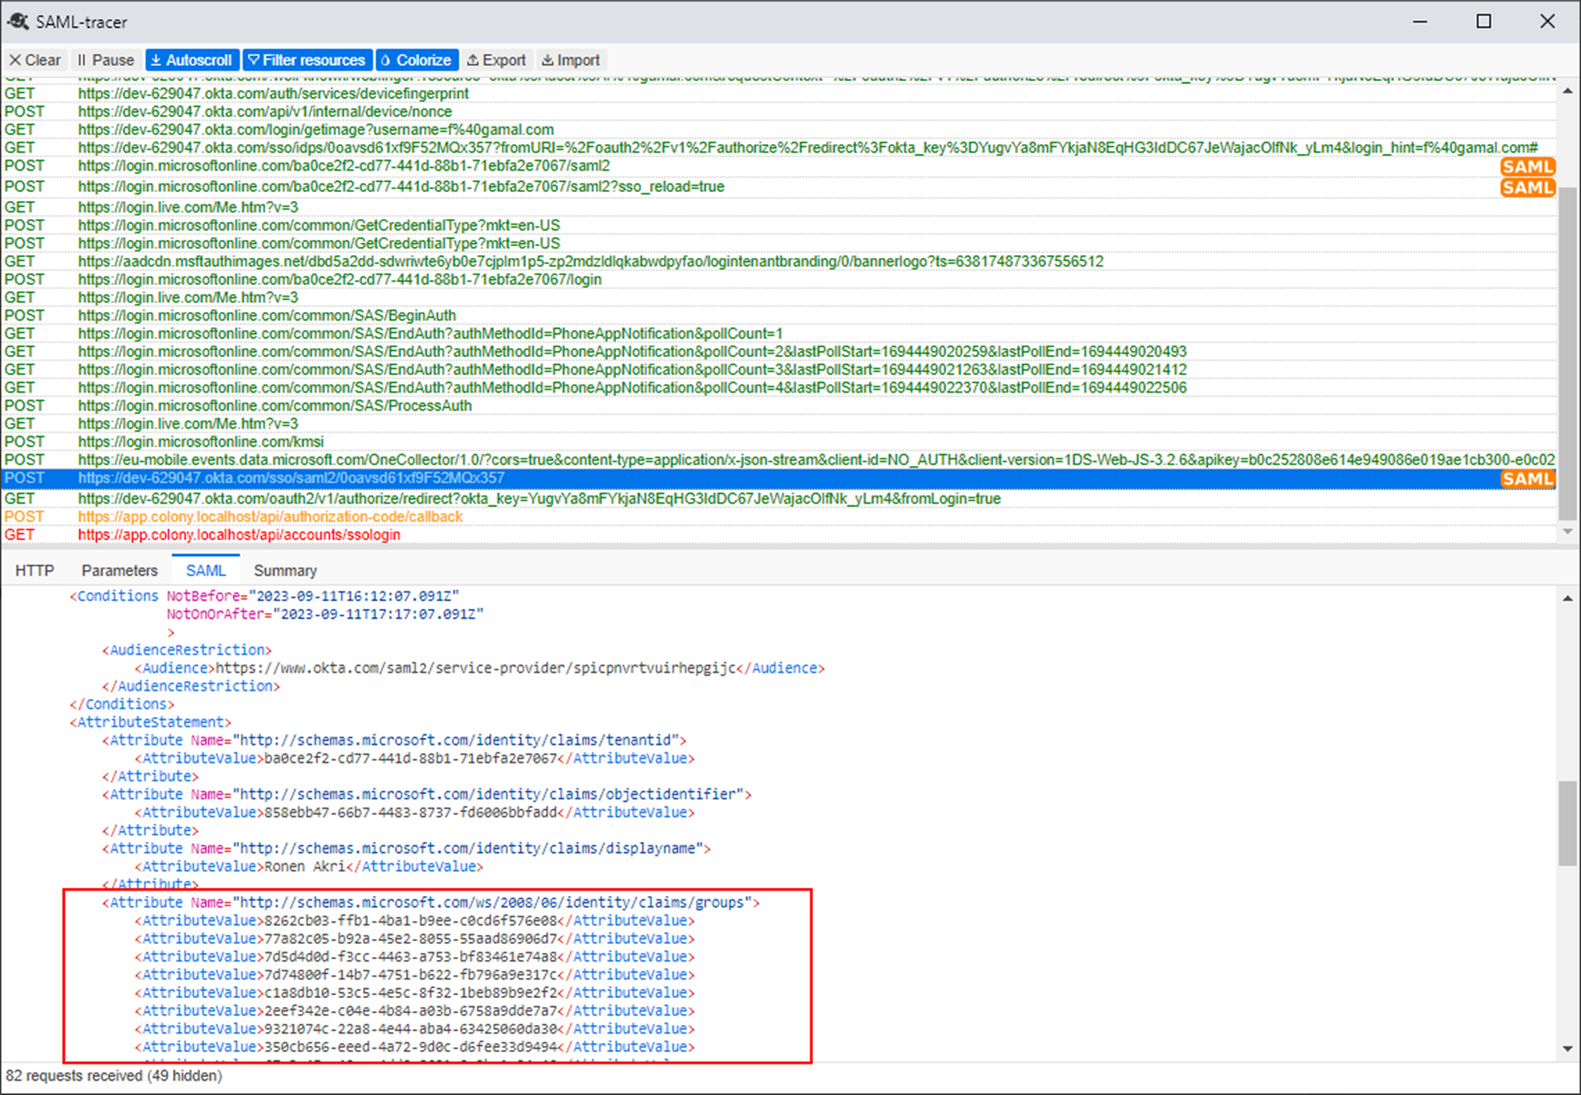 SAML-tracer
Clear Pause Autoscroll Filter resources Colorize Export Import
GET https://dev-629047.okta.com/auth/services/devicefingerprint
POST https://dev-629047.okta.com/api/v1/internal/device/nonce
GET https://dev-629047.okta.com/login/getimage?username=f%40gamal.com
GET https://dev-629047.okta.com/sso/idps/0oavsd61xf9F52MQx357?fromURI=%2Foauth2%2Fv1%2Fauthorize%2Fredirect%3Fokta_key%3DYugvYa8mFYkjaN8EqHG3IdDC67JeWajacOlfNk_yLm4&login_hint=f%40gamal.com#
POST https://login.microsoftonline.com/ba0ce2f2-cd77-441d-88b1-71ebfa2e7067/saml2 SAML
POST https://login.microsoftonline.com/ba0ce2f2-cd77-441d-88b1-71ebfa2e7067/saml2?sso_reload=true SAML
GET https://login.live.com/Me.htm?v=3
POST https://login.microsoftonline.com/common/GetCredentialType?mkt=en-US
POST https://login.microsoftonline.com/common/GetCredentialType?mkt=en-US
GET https://aadcdn.msftauthimages.net/dbd5a2dd-sdwriwte6yb0e7cjplm1p5-zp2mdzldlqkabwdpyfao/logintenantbranding/0/bannerlogo?ts=638174873367556512
POST https://login.microsoftonline.com/ba0ce2f2-cd77-441d-88b1-71ebfa2e7067/login
GET https://login.live.com/Me.htm?v=3
POST https://login.microsoftonline.com/common/SAS/BeginAuth
GET https://login.microsoftonline.com/common/SAS/EndAuth?authMethodId=PhoneAppNotification&pollCount=1
GET https://login.microsoftonline.com/common/SAS/EndAuth?authMethodId=PhoneAppNotification&pollCount=2&lastPollStart=1694449020259&lastPollEnd=1694449020493
GET https://login.microsoftonline.com/common/SAS/EndAuth?authMethodId=PhoneAppNotification&pollCount=3&lastPollStart=1694449021263&lastPollEnd=1694449021412
GET https://login.microsoftonline.com/common/SAS/EndAuth?authMethodId=PhoneAppNotification&pollCount=4&lastPollStart=1694449022370&lastPollEnd=1694449022506
POST https://login.microsoftonline.com/common/SAS/ProcessAuth
GET https://login.live.com/Me.htm?v=3
POST https://login.microsoftonline.com/kmsi
POST https://eu-mobile.events.data.microsoft.com/OneCollector/1.0/?cors=true&content-type=application/x-json-stream&client-id=NO_AUTH&client-version=1DS-Web-JS-3.2.6&apikey=b0c252808e614e949086e019ae1cb300-e0c02
POST https://dev-629047.okta.com/sso/saml2/0oavsd61xf9F52MQx357 SAML
GET https://dev-629047.okta.com/oauth2/v1/authorize/redirect?okta_key=YugvYa8mFYkjaN8EqHG3IdDC67JeWajacOlfNk_yLm4&fromLogin=true
POST https://app.colony.localhost/api/authorization-code/callback
GET https://app.colony.localhost/api/accounts/ssologin
HTTP Parameters SAML Summary
<Conditions NotBefore="2023-09-11T16:12:07.091Z"
NotOnOrAfter="2023-09-11T17:17:07.091Z"
>
<AudienceRestriction>
<Audience>https://www.okta.com/saml2/service-provider/spicpnvrtvuirhepgijc</Audience>
</AudienceRestriction>
</Conditions>
<AttributeStatement>
<Attribute Name="http://schemas.microsoft.com/identity/claims/tenantid">
<AttributeValue>ba0ce2f2-cd77-441d-88b1-71ebfa2e7067</AttributeValue>
</Attribute>
<Attribute Name="http://schemas.microsoft.com/identity/claims/objectidentifier">
<AttributeValue>858ebb47-66b7-4483-8737-fd6006bbfadd</AttributeValue>
</Attribute>
<Attribute Name="http://schemas.microsoft.com/identity/claims/displayname">
<AttributeValue>Ronen Akri</AttributeValue>
</Attribute>
<Attribute Name="http://schemas.microsoft.com/ws/2008/06/identity/claims/groups">
<AttributeValue>8262cb03-ffb1-4ba1-b9ee-c0cd6f576e08</AttributeValue>
<AttributeValue>77a82c05-b92a-45e2-8055-55aad86906d7</AttributeValue>
<AttributeValue>7d5d4d0d-f3cc-4463-a753-bf83461e74a8</AttributeValue>
<AttributeValue>7d74800f-14b7-4751-b622-fb796a9e317c</AttributeValue>
<AttributeValue>c1a8db10-53c5-4e5c-8f32-1beb89b9e2f2</AttributeValue>
<AttributeValue>2eef342e-c04e-4b84-a03b-6758a9dde7a7</AttributeValue>
<AttributeValue>9321074c-22a8-4e44-aba4-63425060da30</AttributeValue>
<AttributeValue>350cb656-eeed-4a72-9d0c-d6fee33d9494</AttributeValue>
82 requests received (49 hidden)